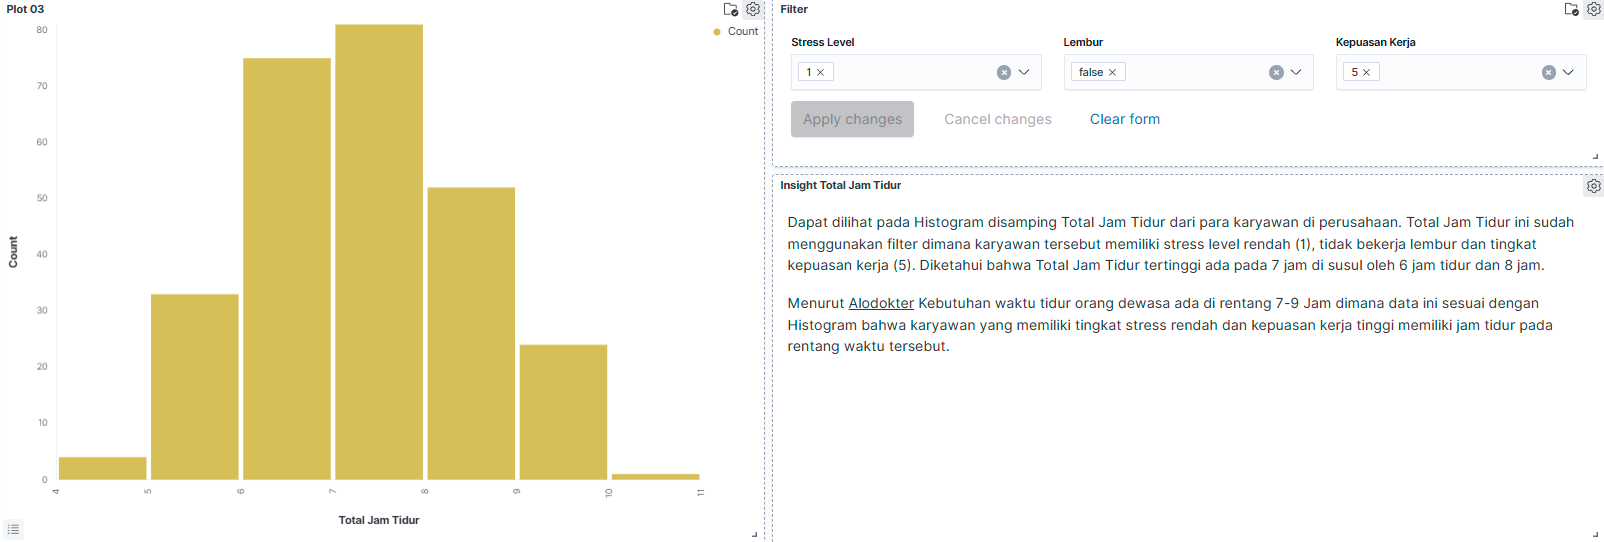 Plot 03
80
70
60
50
40
30
20
10
0
Count
4 5 6 7 8 9 10 11
Total Jam Tidur
Count
Filter
Stress Level Lembur Kepuasan Kerja
1 × false × 5 ×
Apply changes Cancel changes Clear form
Insight Total Jam Tidur
Dapat dilihat pada Histogram disamping Total Jam Tidur dari para karyawan di perusahaan. Total Jam Tidur ini sudah
menggunakan filter dimana karyawan tersebut memiliki stress level rendah (1), tidak bekerja lembur dan tingkat
kepuasan kerja (5). Diketahui bahwa Total Jam Tidur tertinggi ada pada 7 jam di susul oleh 6 jam tidur dan 8 jam.
Menurut Alodokter Kebutuhan waktu tidur orang dewasa ada di rentang 7-9 Jam dimana data ini sesuai dengan
Histogram bahwa karyawan yang memiliki tingkat stress rendah dan kepuasan kerja tinggi memiliki jam tidur pada
rentang waktu tersebut.